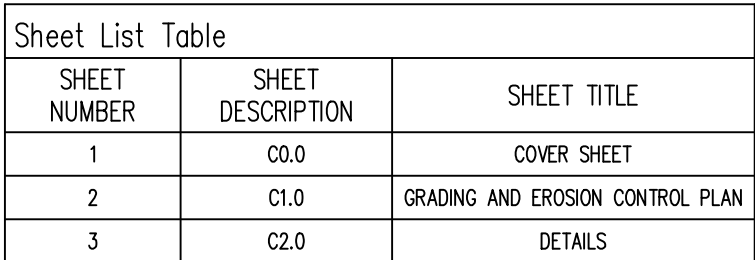 Sheet List Table
SHEET NUMBER SHEET DESCRIPTION SHEET TITLE
1 C0.0 COVER SHEET
2 C1.0 GRADING AND EROSION CONTROL PLAN
3 C2.0 DETAILS